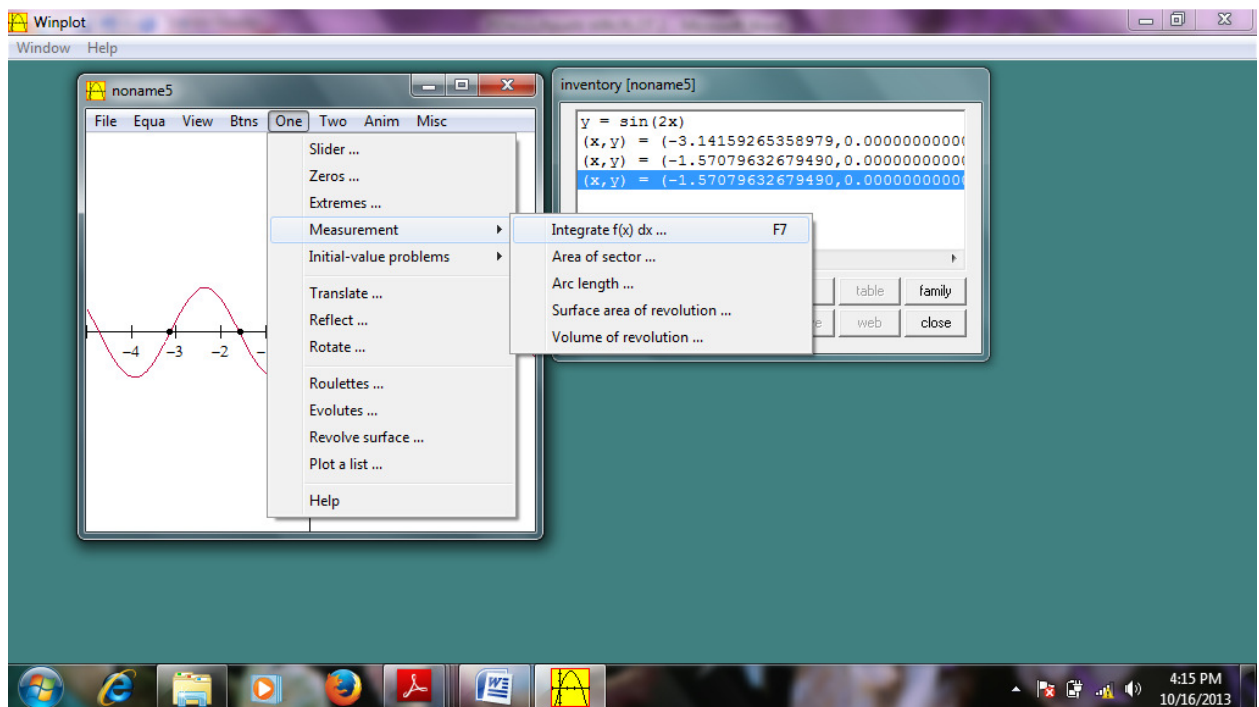 Winplot
Window Help
noname5
File Equa View Btns One Two Anim Misc
Slider ...
Zeros ...
Extremes ...
Measurement
Initial-value problems
Translate ...
Reflect ...
Rotate ...
Roulettes ...
Evolutes ...
Revolve surface ...
Plot a list ...
Help
Integrate f(x) dx ... F7
Area of sector ...
Arc length ...
Surface area of revolution ...
Volume of revolution ...
-4 -3 -2
inventory [noname5]
y = sin(2x)
(x,y) = (-3.14159265358979,0.0000000000
(x,y) = (-1.57079632679490,0.0000000000
(x,y) = (-1.57079632679490,0.0000000000
table family
web close
4:15 PM
10/16/2013